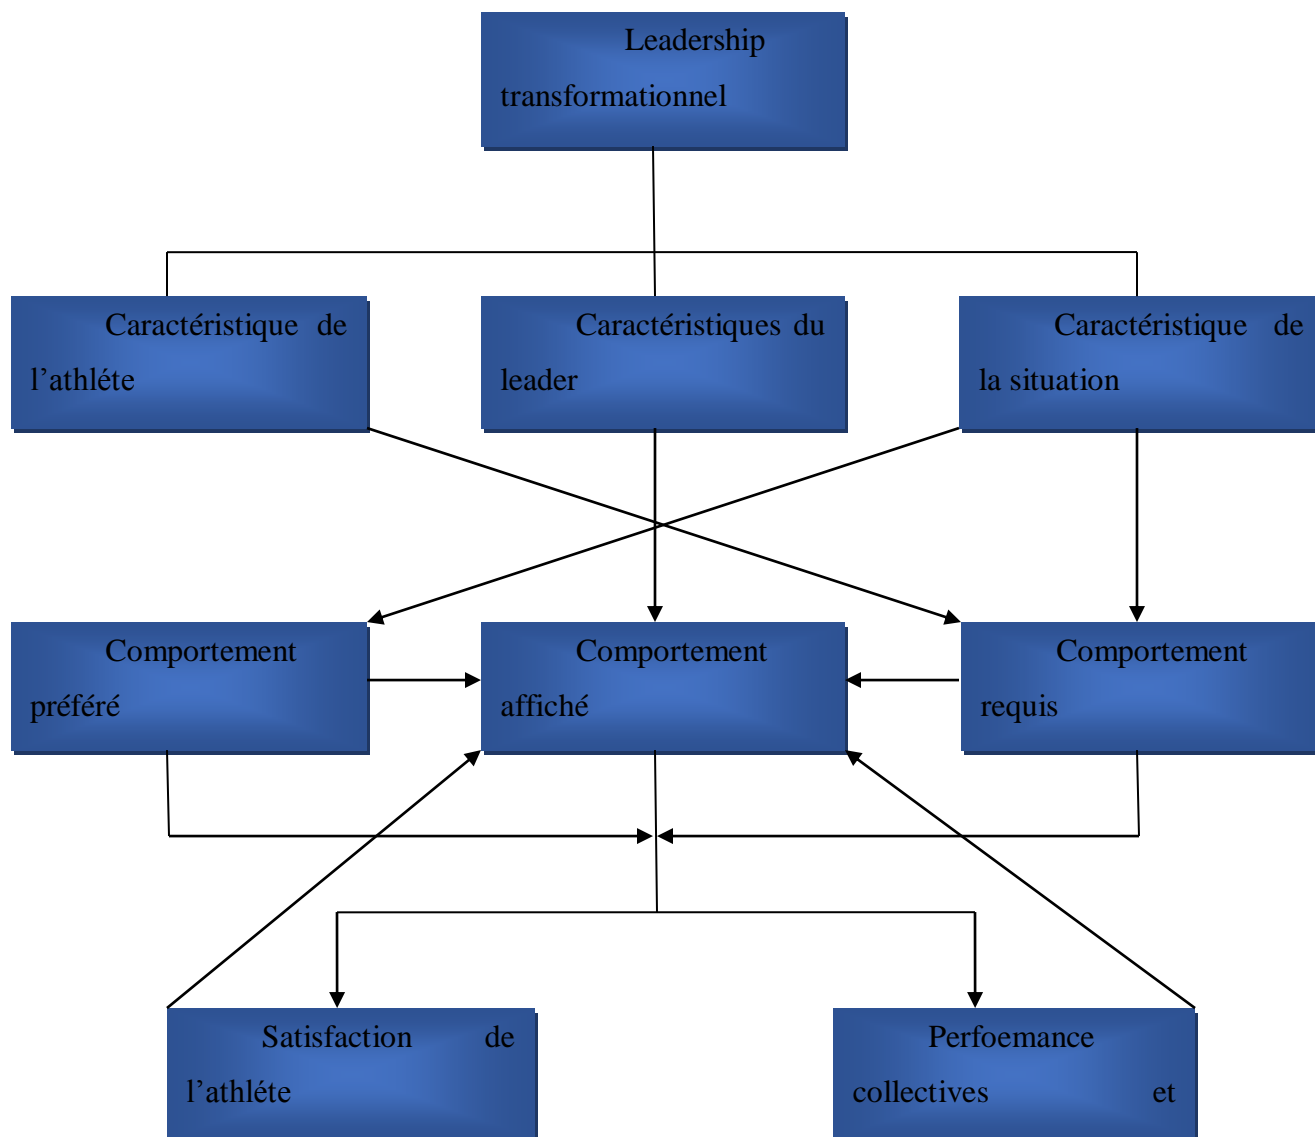 Leadership
transformationnel
Caractéristique de
l’athléte
Caractéristiques du
leader
Caractéristique de
la situation
Comportement
préféré
Comportement
affiché
Comportement
requis
Satisfaction de
l’athléte
Perfoemance
collectives et